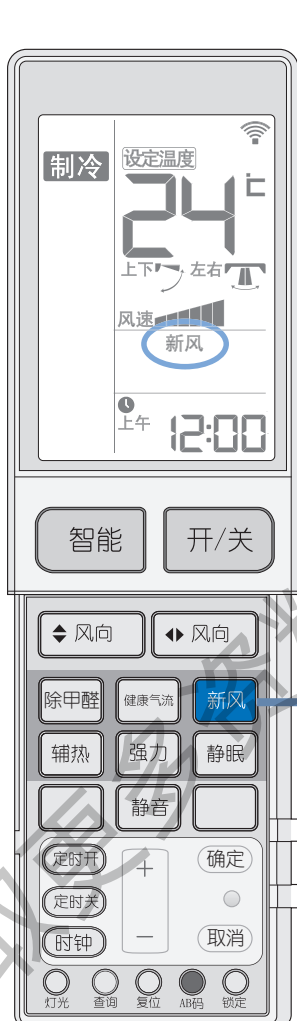 制冷
设定温度
24℃
上下 左右
风速
新风
上午 12:00
智能 开/关
风向 风向
除甲醛 健康气流 新风
辅热 强力 静眠
静音
定时开 + 确定
定时关
时钟 − 取消
灯光 查询 复位 AB码 锁定